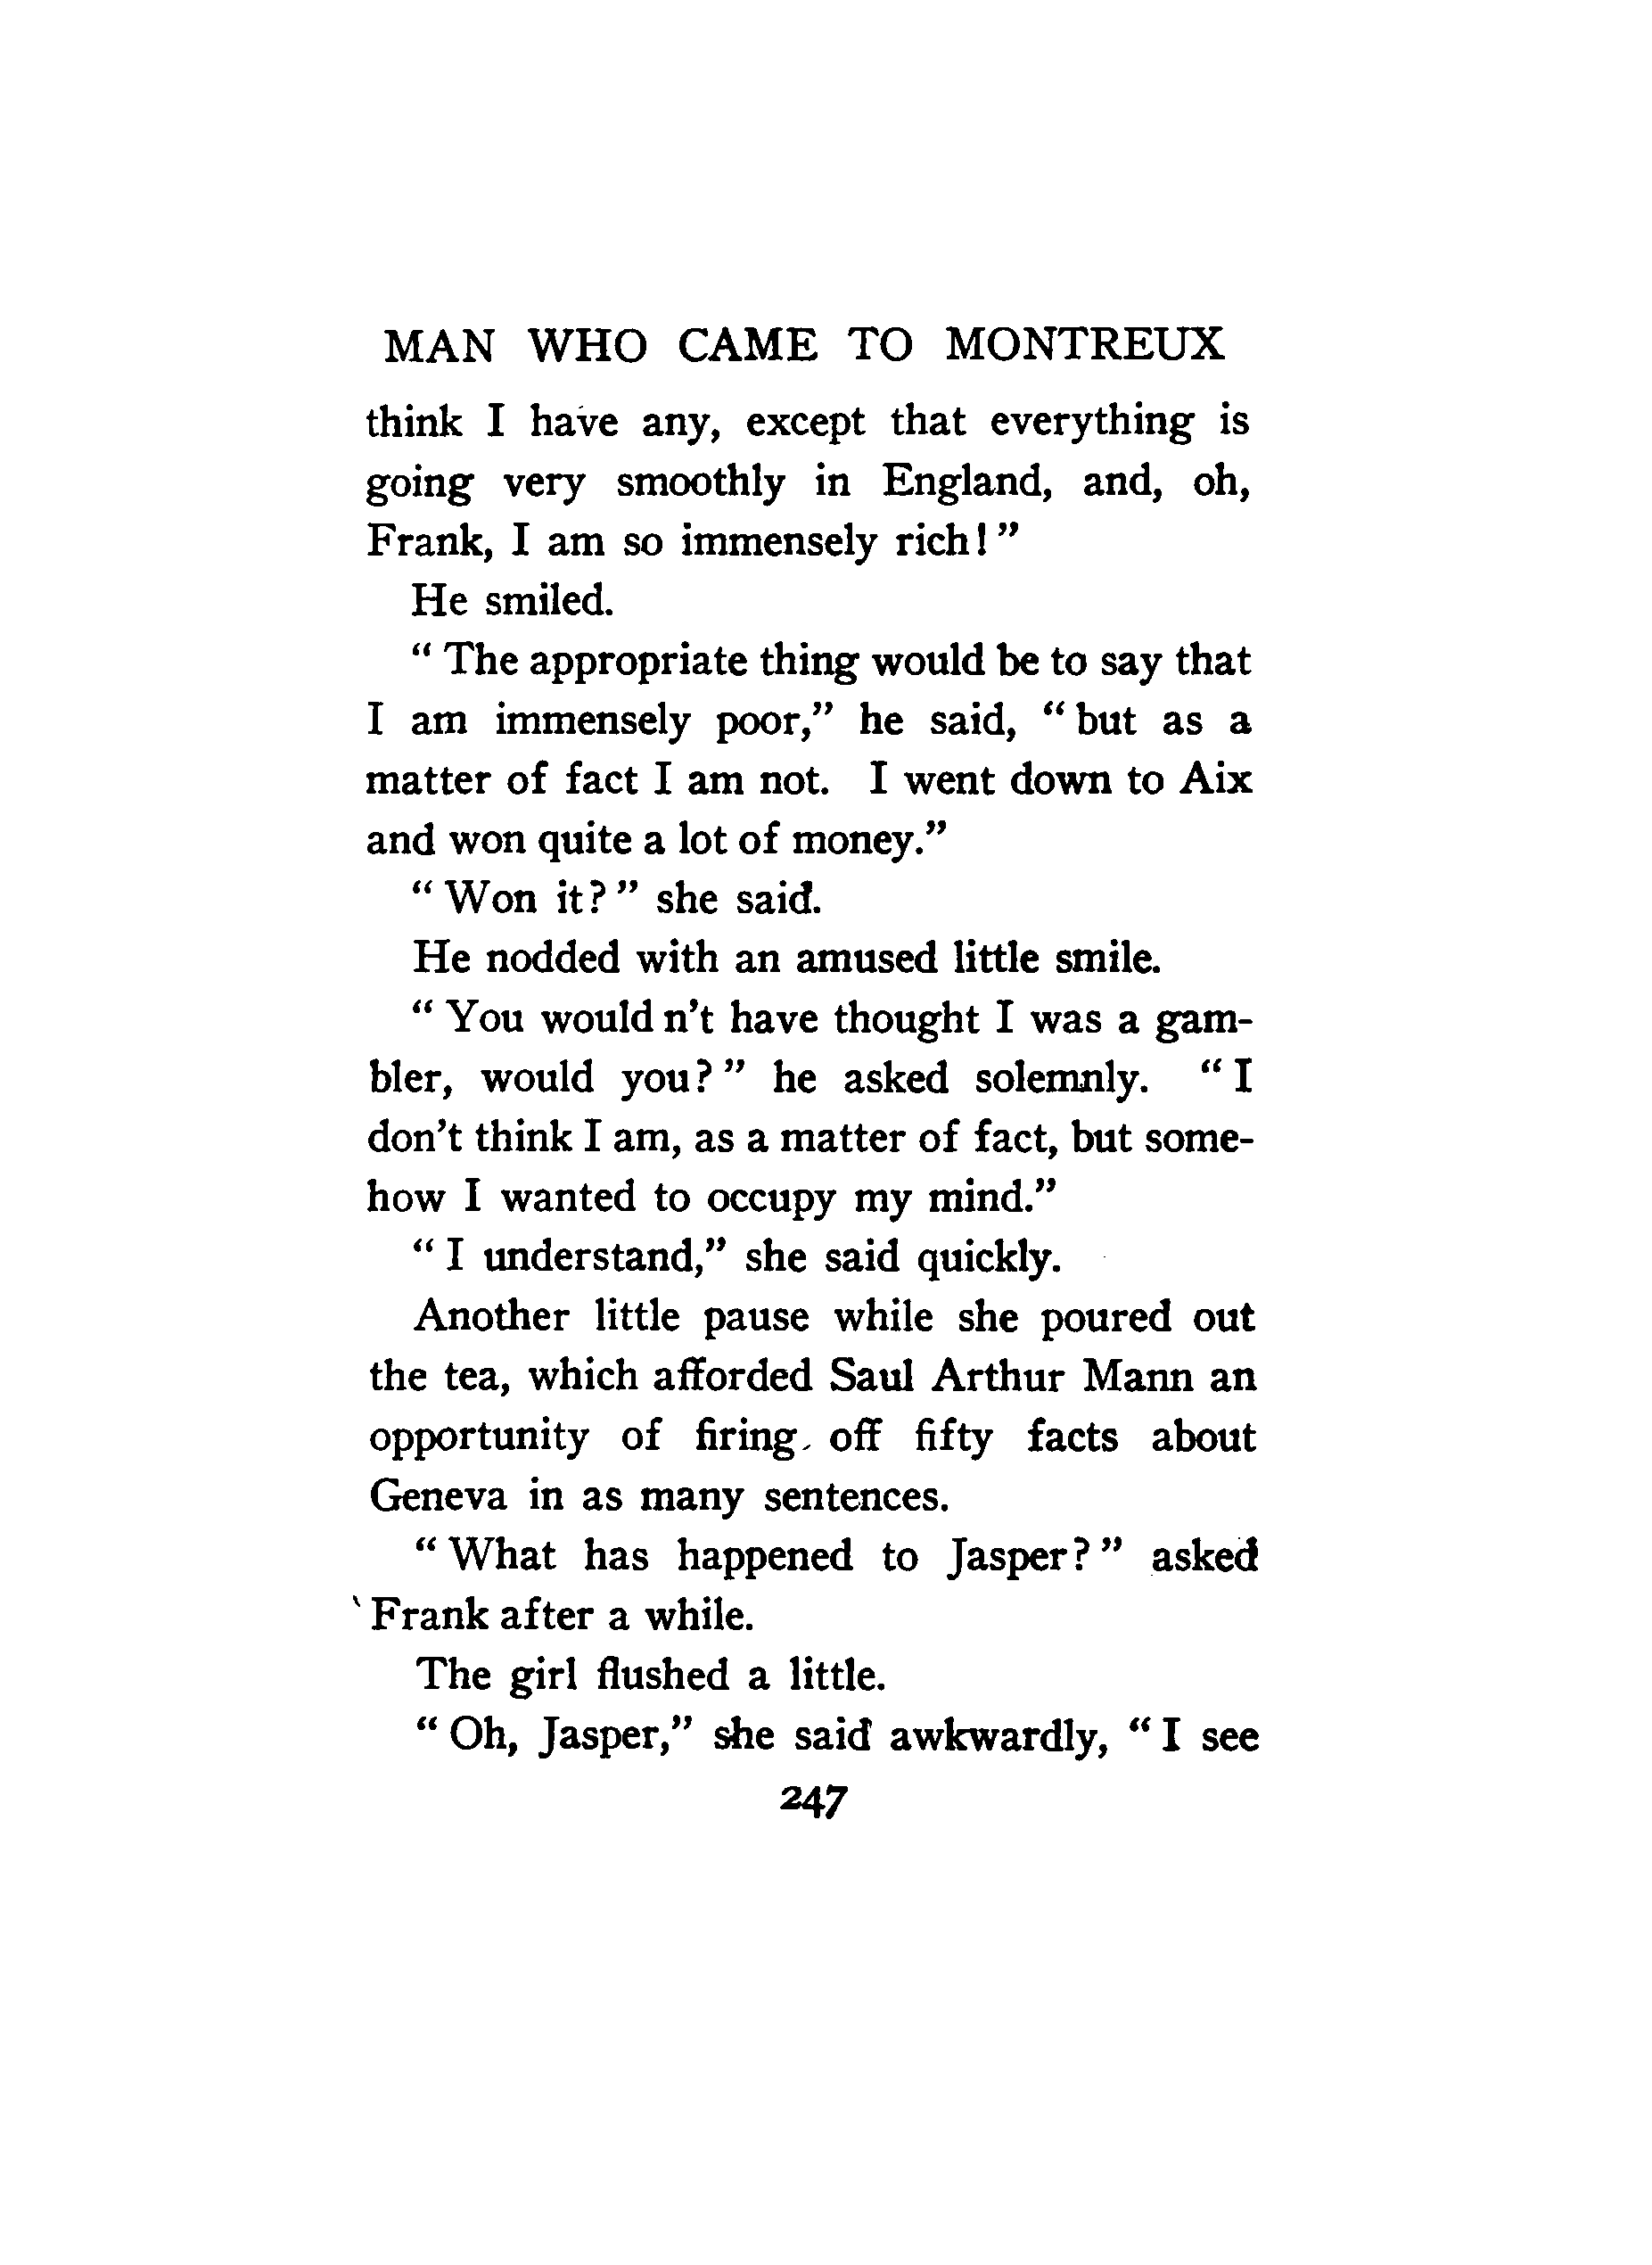 MAN WHO CAME TO MONTREUX
think I have any, except that everything is
going very smoothly in England, and, oh,
Frank, I am so immensely rich!"
He smiled.
"The appropriate thing would be to say that
I am immensely poor," he said, "but as a
matter of fact I am not. I went down to Aix
and won quite a lot of money."
"Won it?" she said.
He nodded with an amused little smile.
"You wouldn't have thought I was a gam-
bler, would you?" he asked solemnly. "I
don't think I am, as a matter of fact, but some-
how I wanted to occupy my mind."
"I understand," she said quickly.
Another little pause while she poured out
the tea, which afforded Saul Arthur Mann an
opportunity of firing off fifty facts about
Geneva in as many sentences.
"What has happened to Jasper?" asked
Frank after a while.
The girl flushed a little.
"Oh, Jasper," she said awkwardly, "I see
247